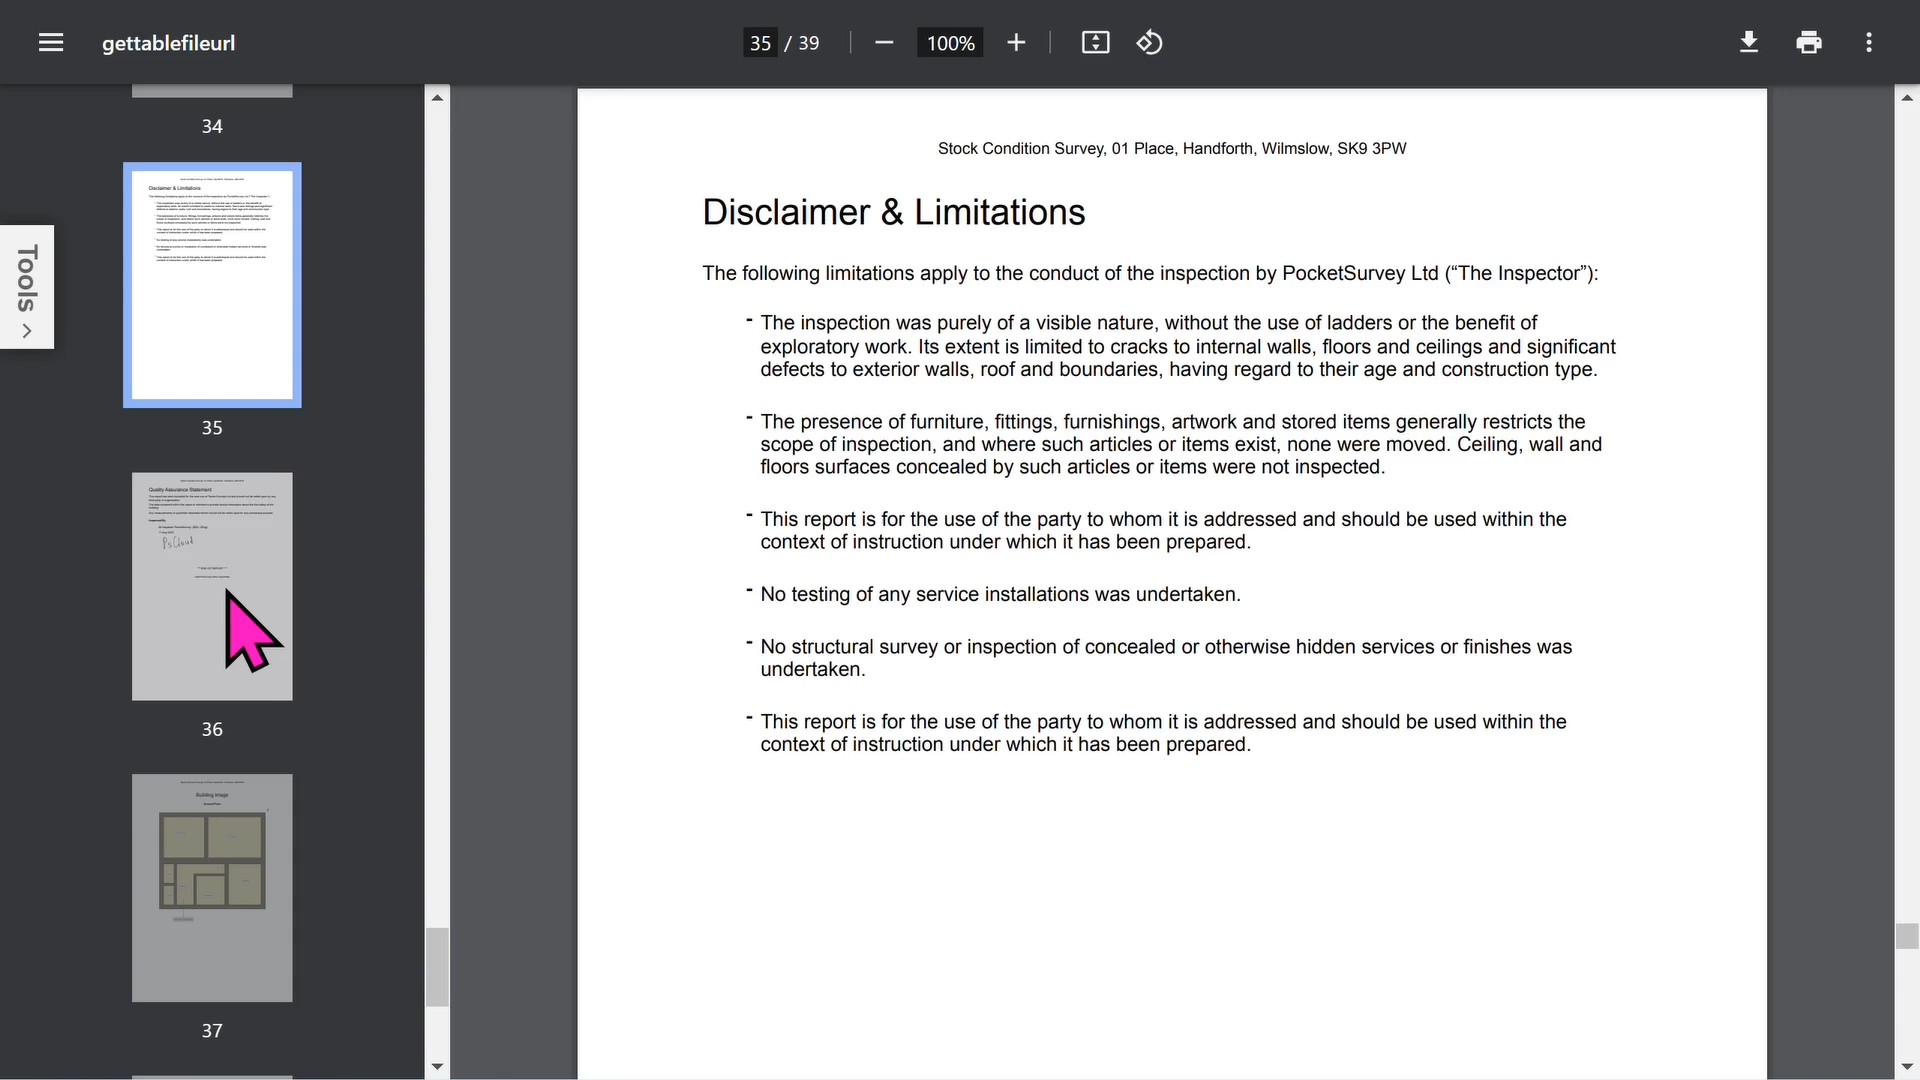 gettablefileurl
35 / 39
100%
34
Tools
35
Quality Assurance Statement
36
Building Image
37
Disclaimer & Limitations
Stock Condition Survey, 01 Place, Handforth, Wilmslow, SK9 3PW
Disclaimer & Limitations
The following limitations apply to the conduct of the inspection by PocketSurvey Ltd (“The Inspector”):
- The inspection was purely of a visible nature, without the use of ladders or the benefit of
exploratory work. Its extent is limited to cracks to internal walls, floors and ceilings and significant
defects to exterior walls, roof and boundaries, having regard to their age and construction type.
- The presence of furniture, fittings, furnishings, artwork and stored items generally restricts the
scope of inspection, and where such articles or items exist, none were moved. Ceiling, wall and
floors surfaces concealed by such articles or items were not inspected.
- This report is for the use of the party to whom it is addressed and should be used within the
context of instruction under which it has been prepared.
- No testing of any service installations was undertaken.
- No structural survey or inspection of concealed or otherwise hidden services or finishes was
undertaken.
- This report is for the use of the party to whom it is addressed and should be used within the
context of instruction under which it has been prepared.